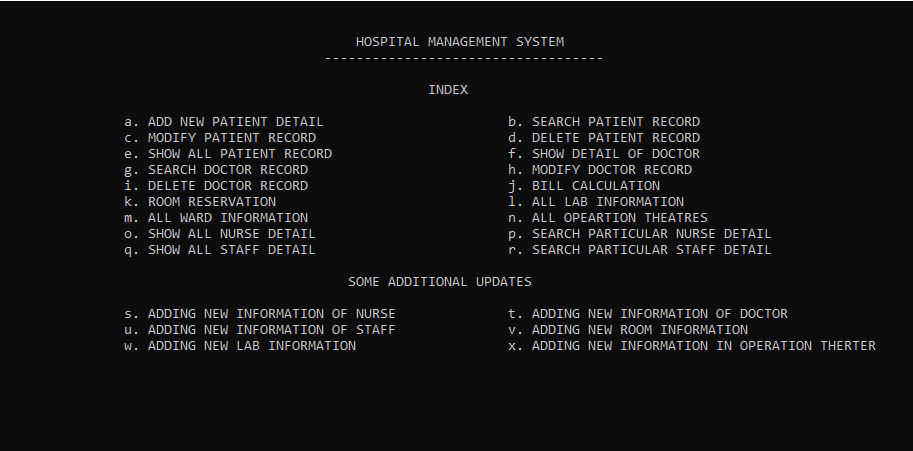 HOSPITAL MANAGEMENT SYSTEM
-----------------------------------
INDEX
a. ADD NEW PATIENT DETAIL b. SEARCH PATIENT RECORD
c. MODIFY PATIENT RECORD d. DELETE PATIENT RECORD
e. SHOW ALL PATIENT RECORD f. SHOW DETAIL OF DOCTOR
g. SEARCH DOCTOR RECORD h. MODIFY DOCTOR RECORD
i. DELETE DOCTOR RECORD j. BILL CALCULATION
k. ROOM RESERVATION l. ALL LAB INFORMATION
m. ALL WARD INFORMATION n. ALL OPEARTION THEATRES
o. SHOW ALL NURSE DETAIL p. SEARCH PARTICULAR NURSE DETAIL
q. SHOW ALL STAFF DETAIL r. SEARCH PARTICULAR STAFF DETAIL
SOME ADDITIONAL UPDATES
s. ADDING NEW INFORMATION OF NURSE t. ADDING NEW INFORMATION OF DOCTOR
u. ADDING NEW INFORMATION OF STAFF v. ADDING NEW ROOM INFORMATION
w. ADDING NEW LAB INFORMATION x. ADDING NEW INFORMATION IN OPERATION THERTER